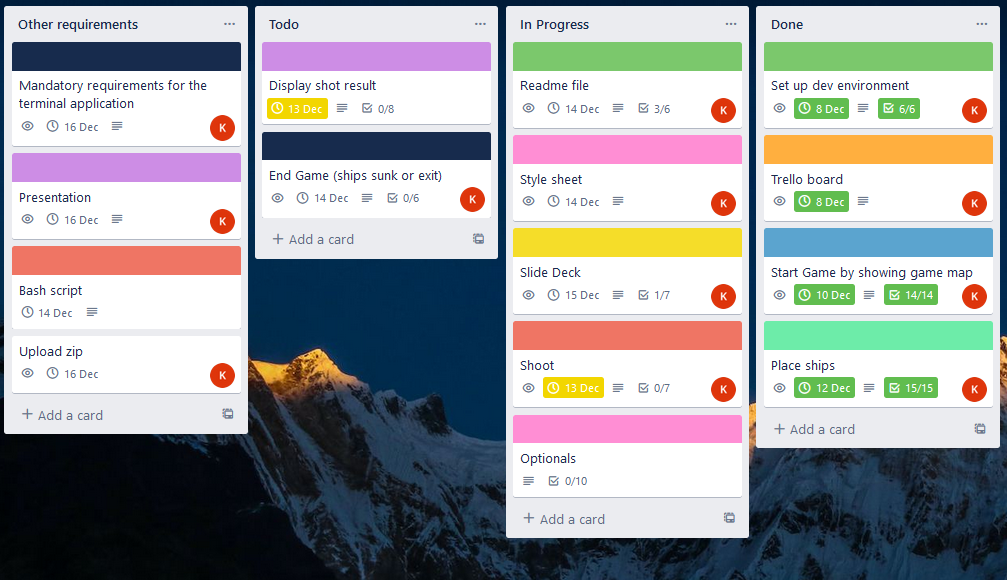 Other requirements
Mandatory requirements for the
terminal application
16 Dec
K
Presentation
16 Dec
K
Bash script
14 Dec
Upload zip
16 Dec
K
+ Add a card
Todo
Display shot result
13 Dec 0/8
End Game (ships sunk or exit)
14 Dec 0/6
K
+ Add a card
In Progress
Readme file
14 Dec 3/6
K
Style sheet
14 Dec
K
Slide Deck
15 Dec 1/7
K
Shoot
13 Dec 0/7
K
Optionals
0/10
+ Add a card
Done
Set up dev environment
8 Dec 6/6
K
Trello board
8 Dec
K
Start Game by showing game map
10 Dec 14/14
K
Place ships
12 Dec 15/15
K
+ Add a card